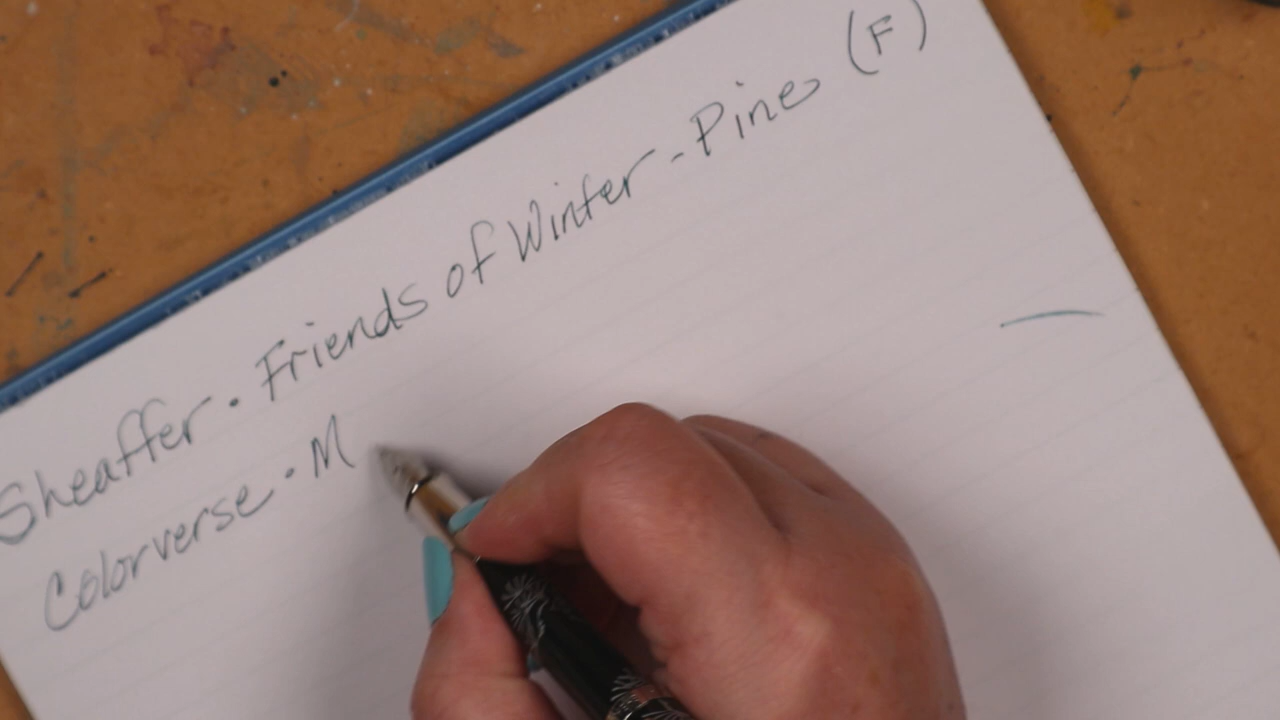 Sheaffer · Friends of Winter - Pine (F)
Colorverse · M